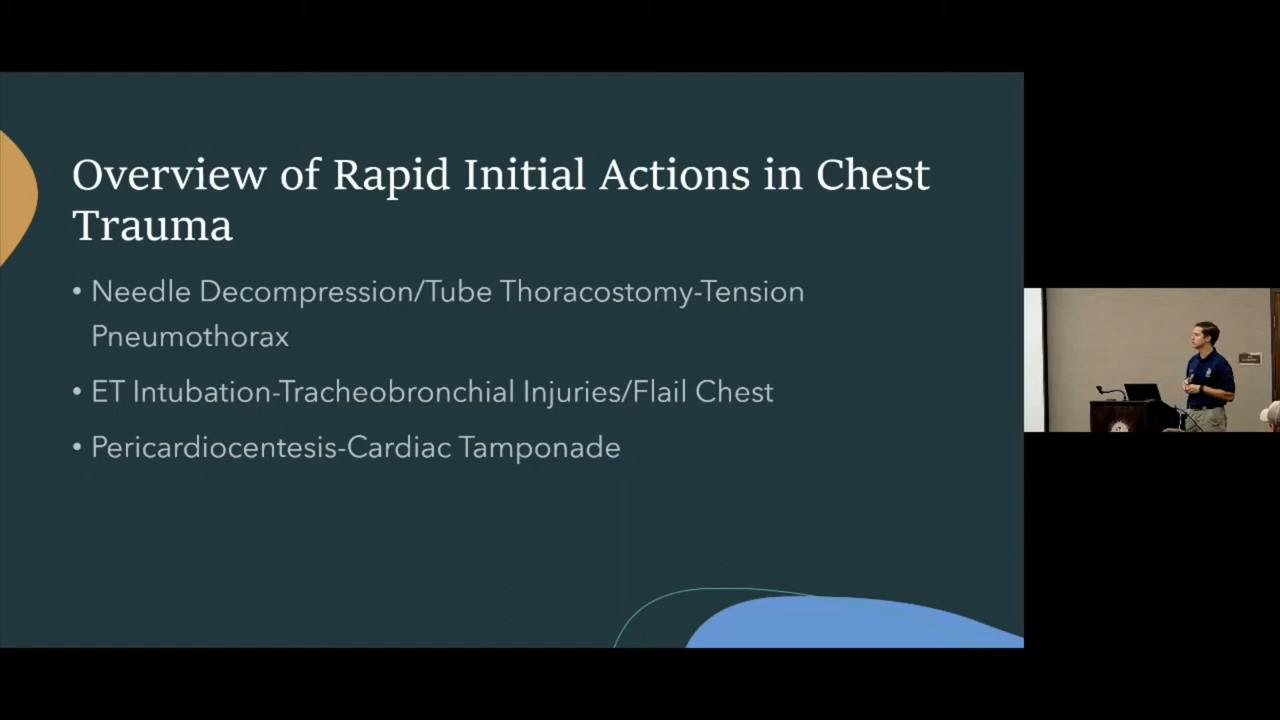 Overview of Rapid Initial Actions in Chest
Trauma
• Needle Decompression/Tube Thoracostomy-Tension
Pneumothorax
• ET Intubation-Tracheobronchial Injuries/Flail Chest
• Pericardiocentesis-Cardiac Tamponade